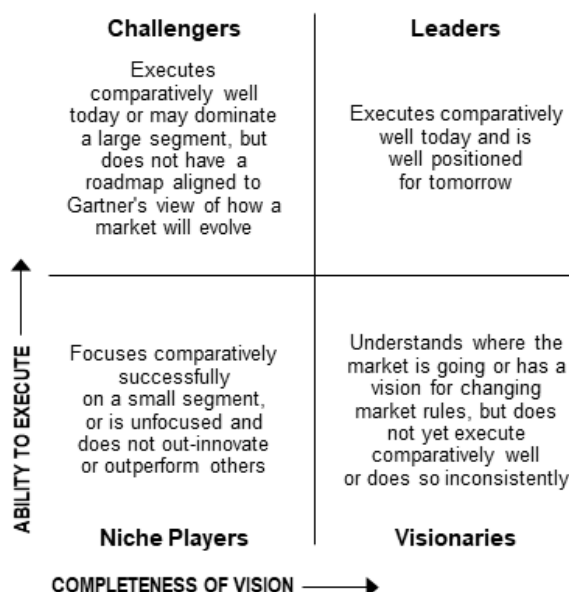 Challengers
Executes
comparatively well
today or may dominate
a large segment, but
does not have a
roadmap aligned to
Gartner's view of how a
market will evolve
Leaders
Executes comparatively
well today and is
well positioned
for tomorrow
ABILITY TO EXECUTE
Focuses comparatively
successfully
on a small segment,
or is unfocused and
does not out-innovate
or outperform others
Niche Players
Understands where the
market is going or has a
vision for changing
market rules, but does
not yet execute
comparatively well
or does so inconsistently
Visionaries
COMPLETENESS OF VISION